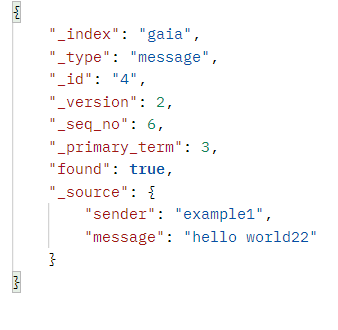 {
"_index": "gaia",
"_type": "message",
"_id": "4",
"_version": 2,
"_seq_no": 6,
"_primary_term": 3,
"found": true,
"_source": {
"sender": "example1",
"message": "hello world22"
}
}